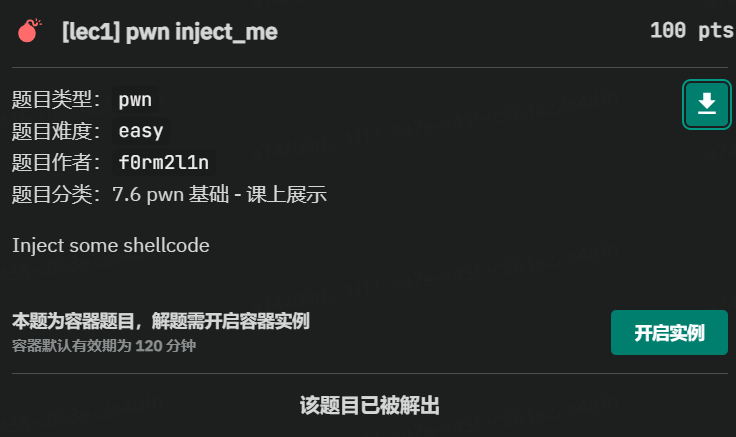 [lec1] pwn inject_me
100 pts
题目类型： pwn
题目难度： easy
题目作者： f0rm2l1n
题目分类：7.6 pwn 基础 - 课上展示
Inject some shellcode
本题为容器题目，解题需开启容器实例
容器默认有效期为 120 分钟
开启实例
该题目已被解出